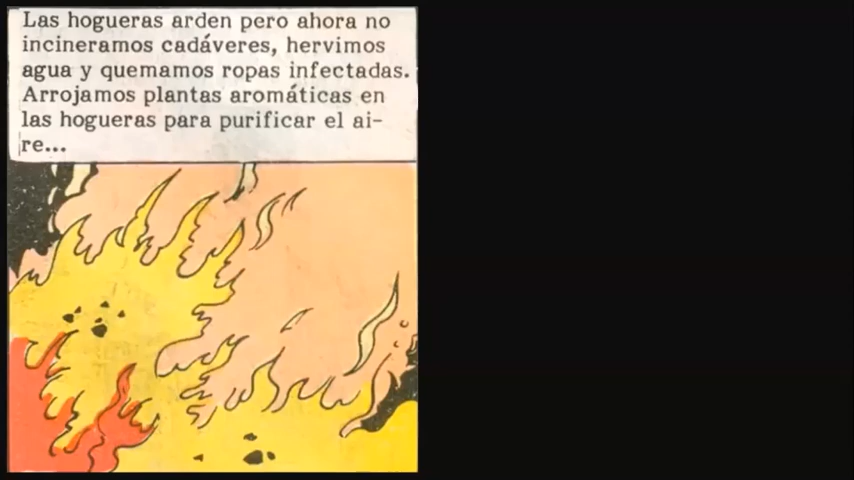 Las hogueras arden pero ahora no
incineramos cadáveres, hervimos
agua y quemamos ropas infectadas.
Arrojamos plantas aromáticas en
las hogueras para purificar el ai-
re...